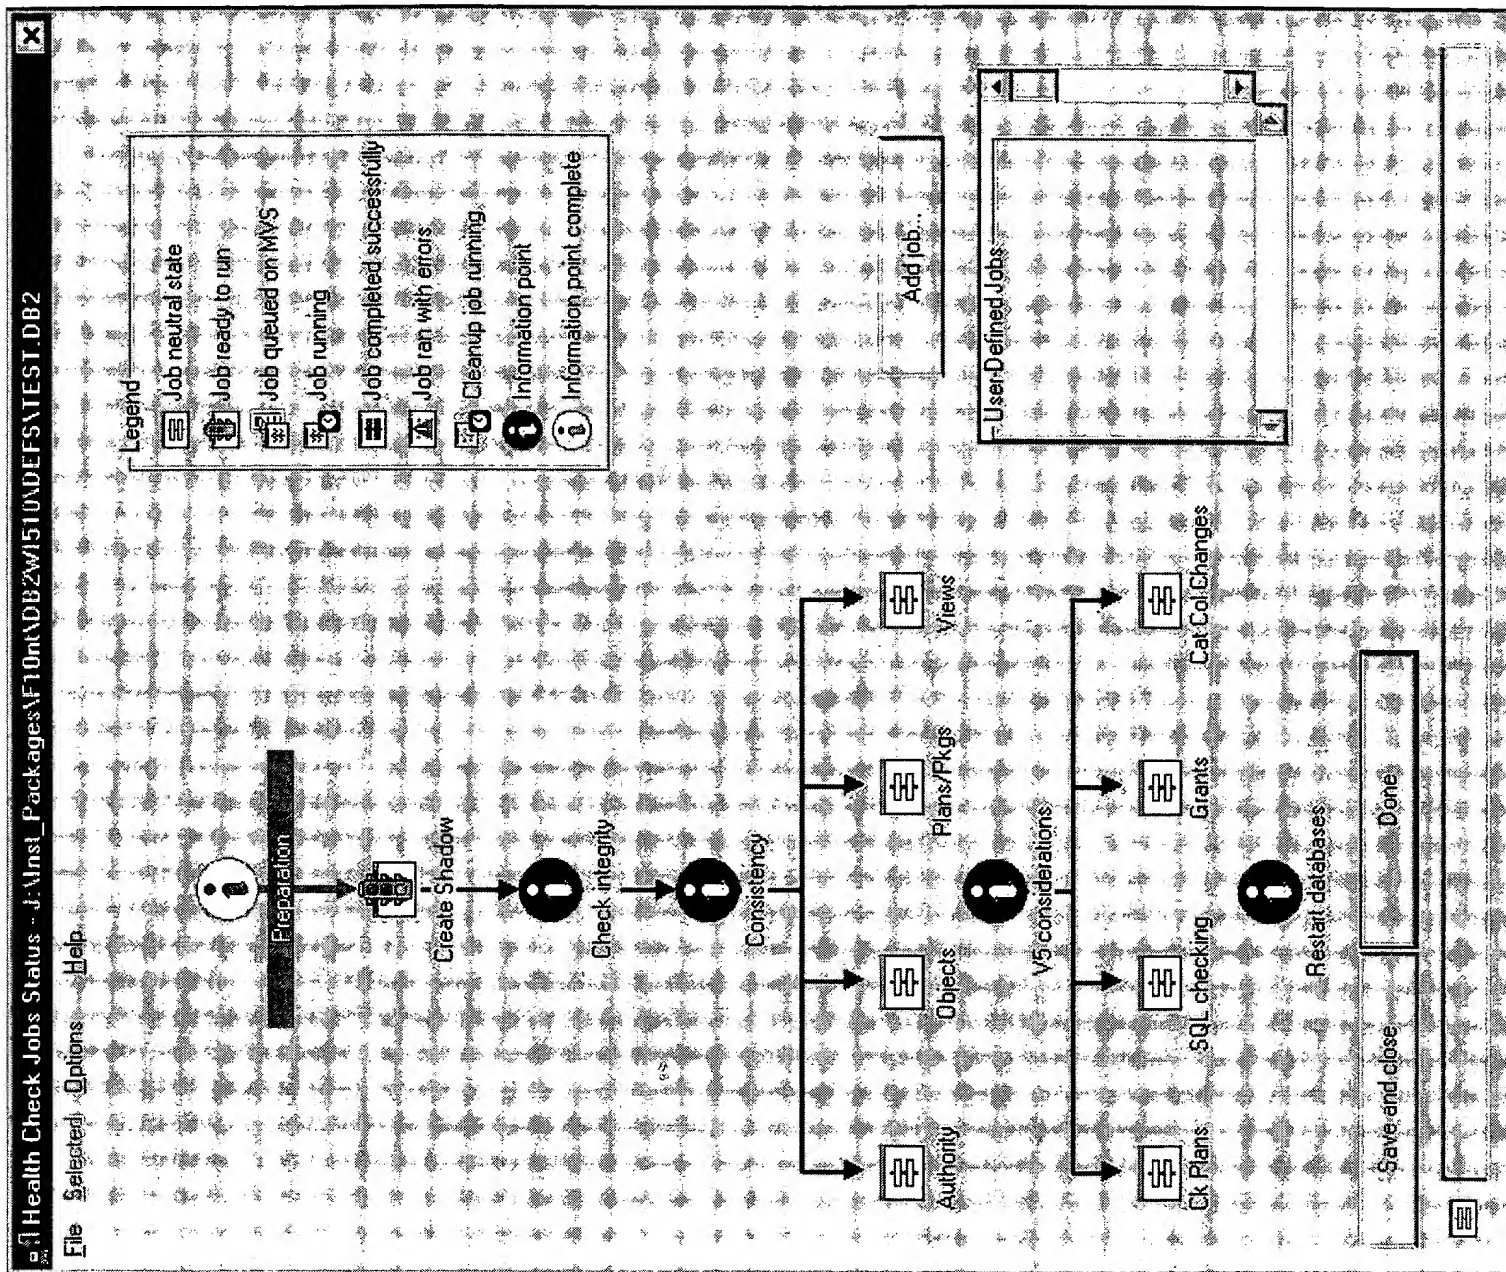 Health Check Jobs Status - J:\Inst_Packages\F10nt\DB2WI510\DEFS\TEST.DB2
File Selected Options Help
Preparation
Create Shadow
Check integrity
Consistency
Authority Objects Plans/Pkgs Views
V5 considerations
Ck Plans SQL checking Grants Cat Col Changes
Restart databases
Save and close Done
Legend
Job neutral state
Job ready to run
Job queued on MVS
Job running
Job completed successfully
Job ran with errors
Cleanup job running
Information point
Information point complete
Add job...
User-Defined Jobs